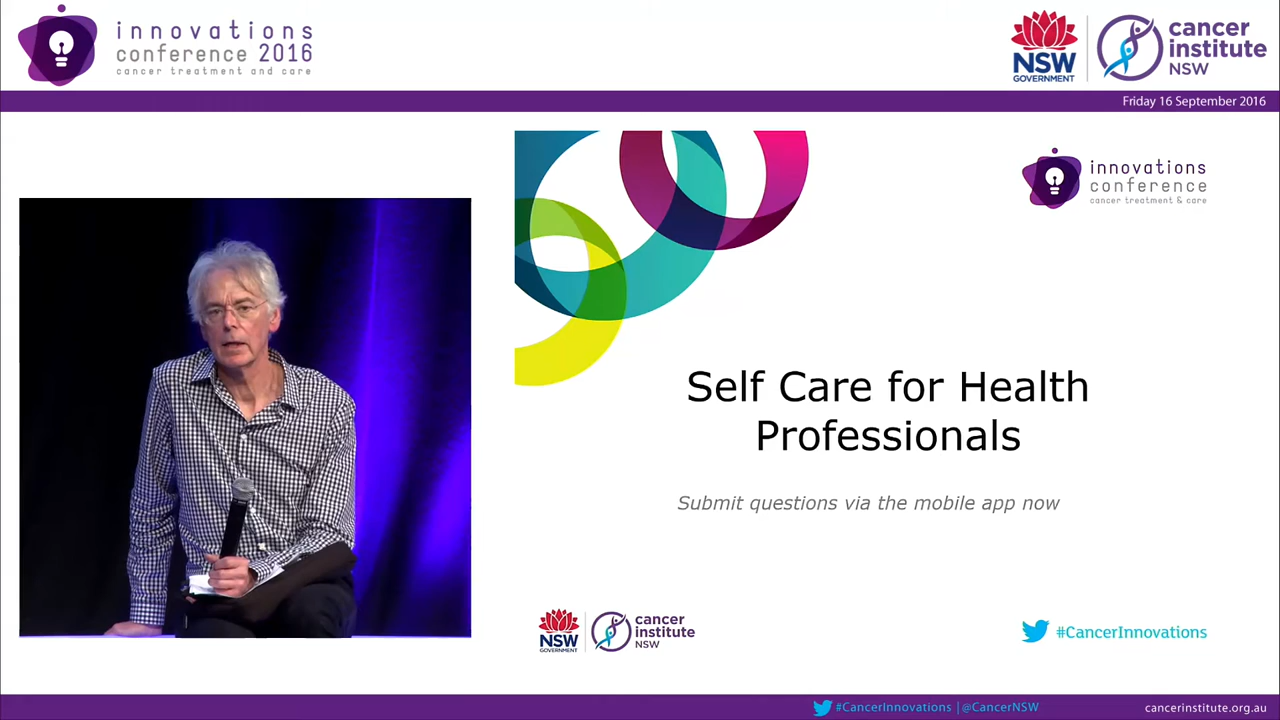 innovations
conference 2016
cancer treatment and care
NSW
GOVERNMENT
cancer
institute
NSW
Friday 16 September 2016
innovations
conference
cancer treatment & care
Self Care for Health
Professionals
Submit questions via the mobile app now
NSW
GOVERNMENT
cancer
institute
NSW
#CancerInnovations
#CancerInnovations | @CancerNSW
cancerinstitute.org.au